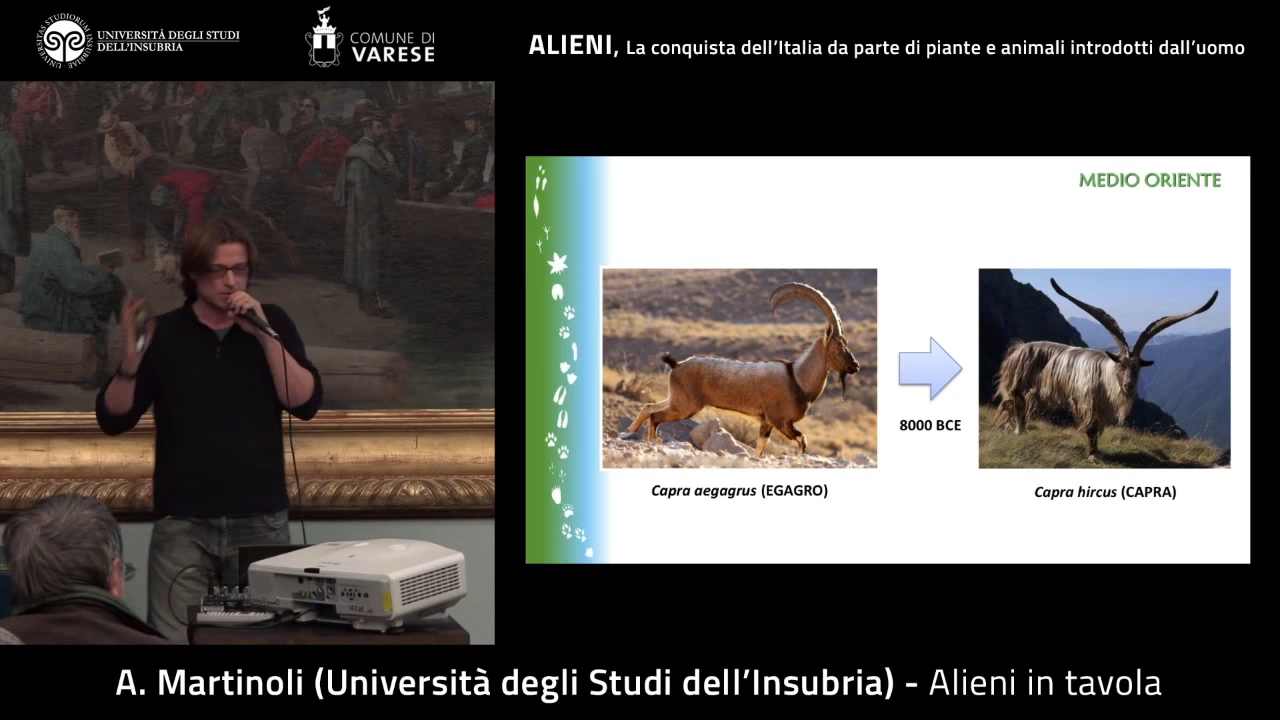 UNIVERSITÀ DEGLI STUDI
DELL'INSUBRIA
COMUNE DI
VARESE
ALIENI, La conquista dell'Italia da parte di piante e animali introdotti dall'uomo
MEDIO ORIENTE
8000 BCE
Capra aegagrus (EGAGRO)
Capra hircus (CAPRA)
A. Martinoli (Università degli Studi dell'Insubria) - Alieni in tavola